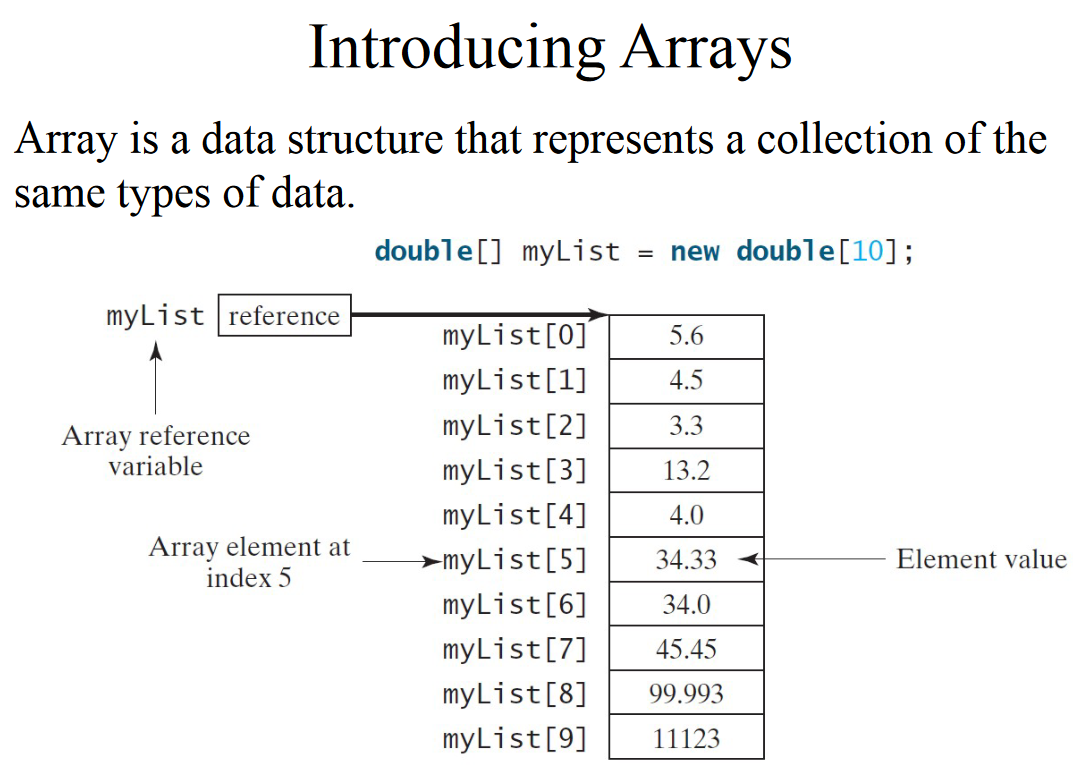 Introducing Arrays
Array is a data structure that represents a collection of the
same types of data.
double[] myList = new double[10];
myList reference
myList[0] 5.6
myList[1] 4.5
myList[2] 3.3
Array reference
variable
myList[3] 13.2
myList[4] 4.0
Array element at
index 5
myList[5] 34.33 Element value
myList[6] 34.0
myList[7] 45.45
myList[8] 99.993
myList[9] 11123